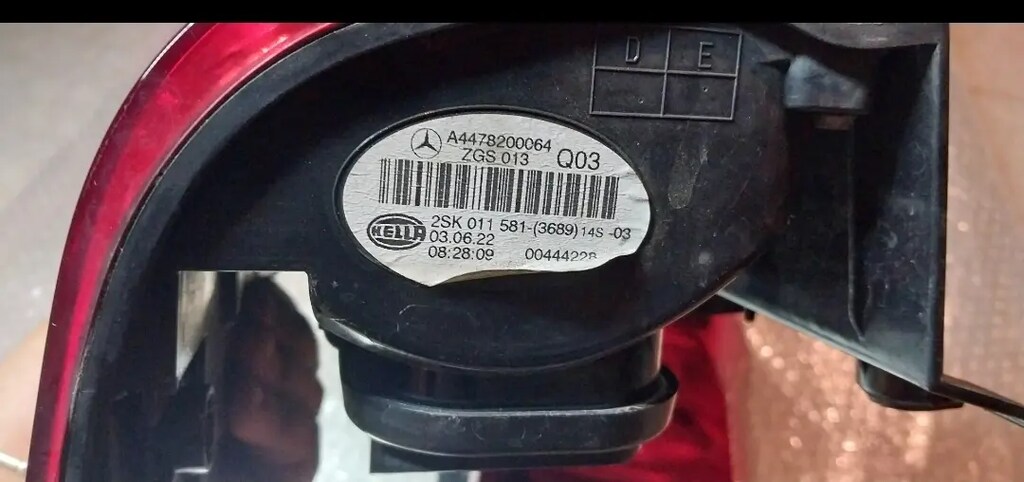 D E
A4478200064
ZGS 013 Q03
HELLA
2SK 011 581-(3689) 14S -03
03.06.22
08:28:09 00444228